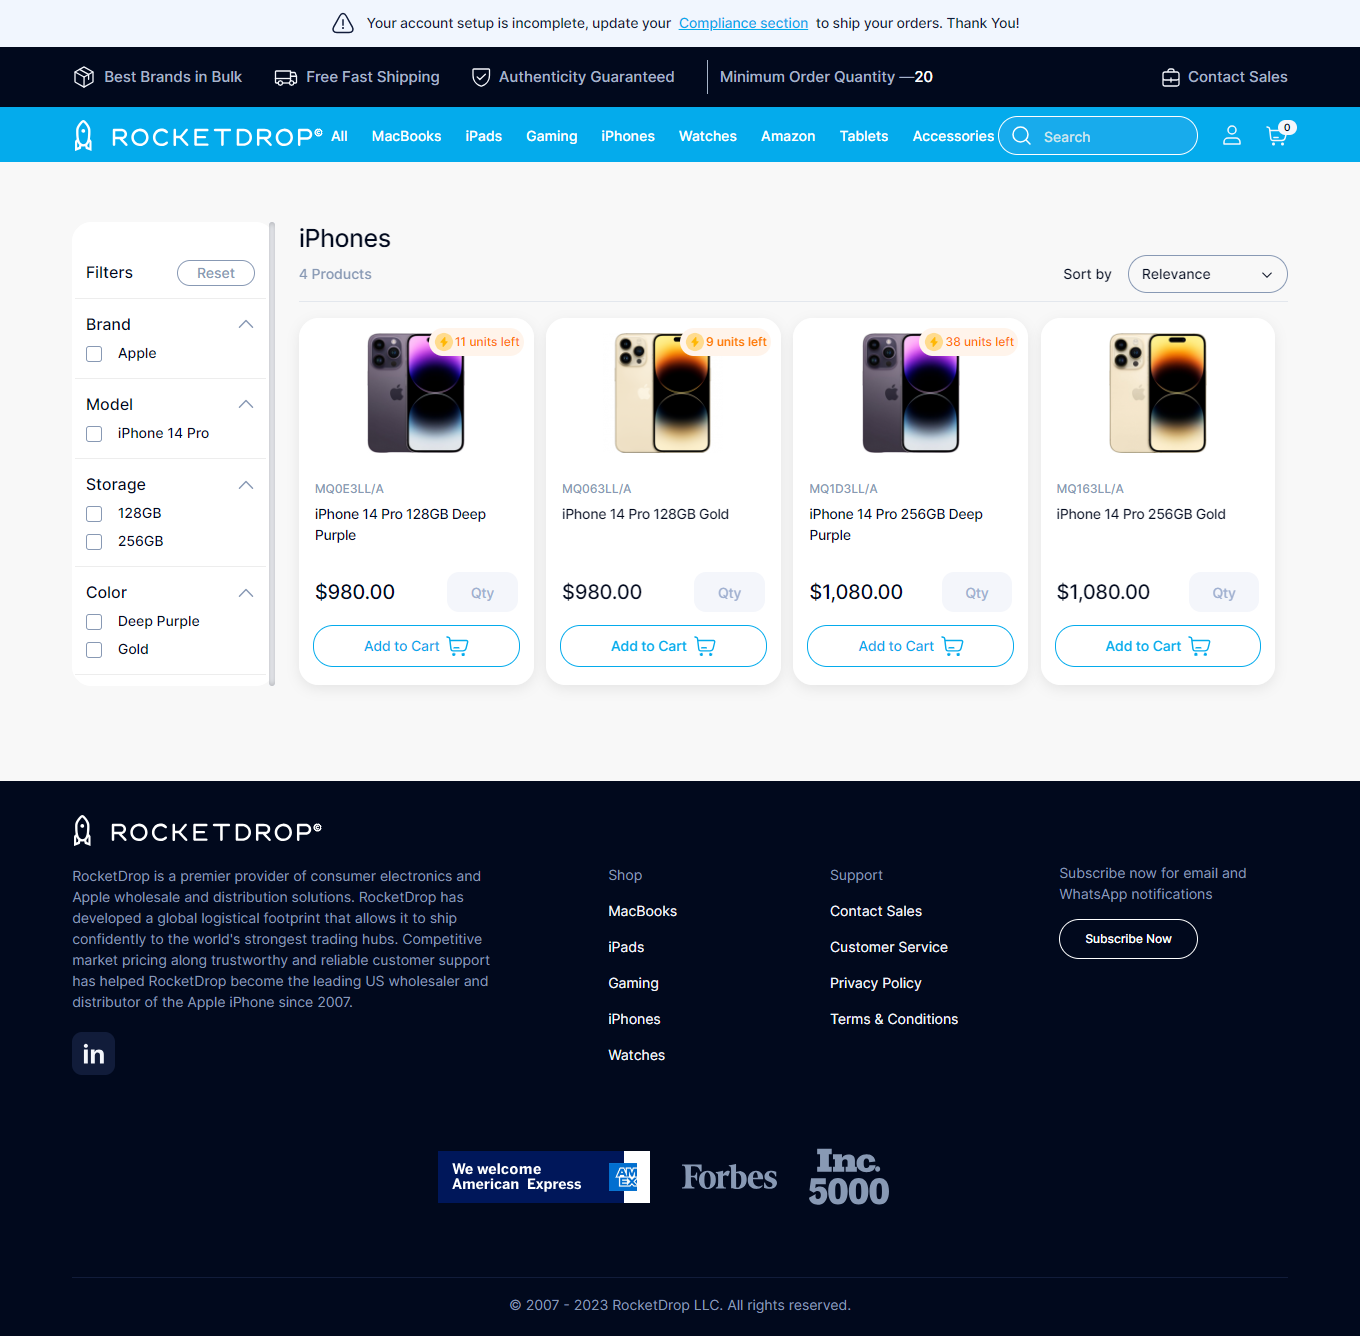 Your account setup is incomplete, update your Compliance section to ship your orders. Thank You!
Best Brands in Bulk Free Fast Shipping Authenticity Guaranteed Minimum Order Quantity —20 Contact Sales
ROCKETDROP© All MacBooks iPads Gaming iPhones Watches Amazon Tablets Accessories Search 0
Filters Reset
Brand
Apple
Model
iPhone 14 Pro
Storage
128GB
256GB
Color
Deep Purple
Gold
iPhones
4 Products
Sort by Relevance
11 units left
MQ0E3LL/A
iPhone 14 Pro 128GB Deep
Purple
$980.00 Qty
Add to Cart
9 units left
MQ063LL/A
iPhone 14 Pro 128GB Gold
$980.00 Qty
Add to Cart
38 units left
MQ1D3LL/A
iPhone 14 Pro 256GB Deep
Purple
$1,080.00 Qty
Add to Cart
MQ163LL/A
iPhone 14 Pro 256GB Gold
$1,080.00 Qty
Add to Cart
ROCKETDROP©
RocketDrop is a premier provider of consumer electronics and
Apple wholesale and distribution solutions. RocketDrop has
developed a global logistical footprint that allows it to ship
confidently to the world's strongest trading hubs. Competitive
market pricing along trustworthy and reliable customer support
has helped RocketDrop become the leading US wholesaler and
distributor of the Apple iPhone since 2007.
in
Shop
MacBooks
iPads
Gaming
iPhones
Watches
Support
Contact Sales
Customer Service
Privacy Policy
Terms & Conditions
Subscribe now for email and
WhatsApp notifications
Subscribe Now
We welcome
American Express
AM
EX
Forbes
Inc.
5000
© 2007 - 2023 RocketDrop LLC. All rights reserved.